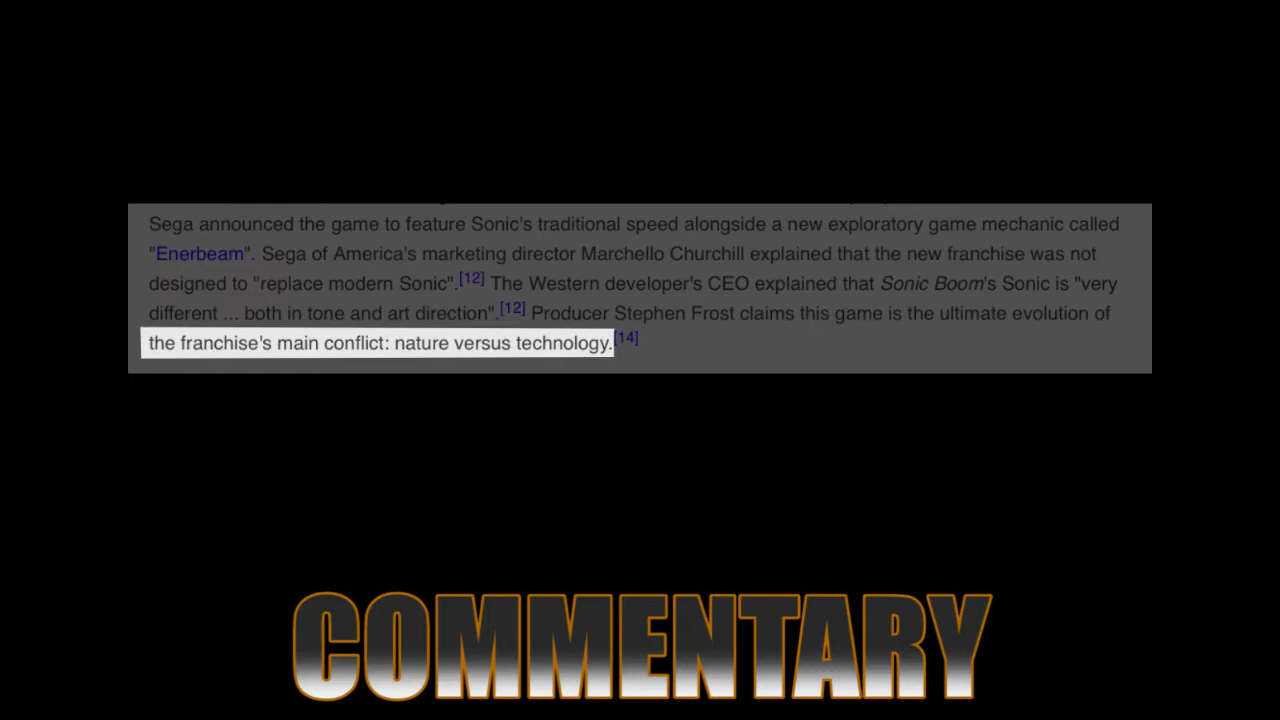 Sega announced the game to feature Sonic's traditional speed alongside a new exploratory game mechanic called
"Enerbeam". Sega of America's marketing director Marchello Churchill explained that the new franchise was not
designed to "replace modern Sonic".[12] The Western developer's CEO explained that Sonic Boom's Sonic is "very
different ... both in tone and art direction".[12] Producer Stephen Frost claims this game is the ultimate evolution of
the franchise's main conflict: nature versus technology.[14]
COMMENTARY